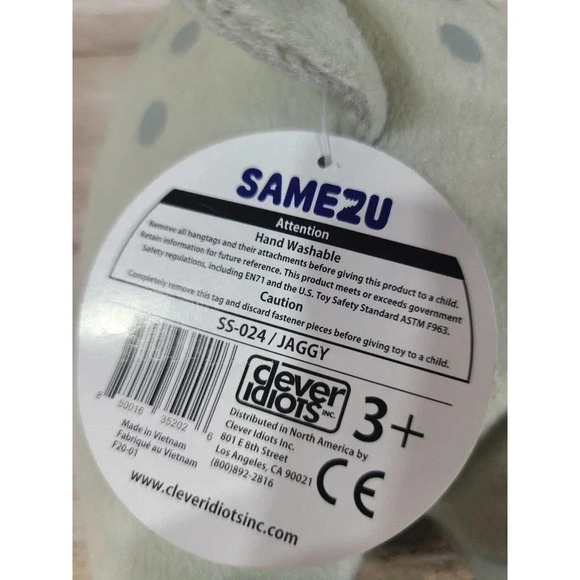 SAMEZU
Attention
Hand Washable
Remove all hangtags and their attachments before giving this product to a child.
Retain information for future reference. This product meets or exceeds government
Safety regulations, including EN71 and the U.S. Toy Safety Standard ASTM F963.
Caution
Completely remove this tag and discard fastener pieces before giving toy to a child.
SS-024 / JAGGY
8 50016 35202 6
Made in Vietnam
Fabriqué au Vietnam
F20-01
clever
idiots INC.
Distributed in North America by
Clever Idiots Inc.
801 E 8th Street
Los Angeles, CA 90021
(800)892-2816
3+
CE
www.cleveridiotsinc.com